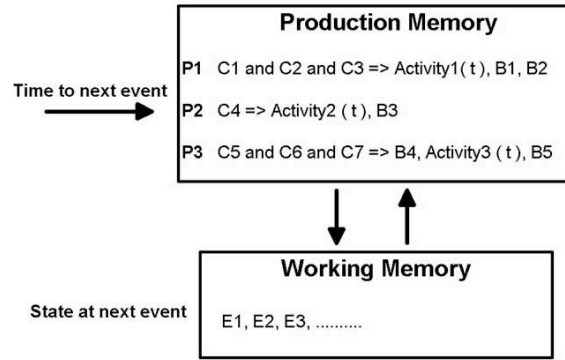 Production Memory
P1 C1 and C2 and C3 => Activity1( t ), B1, B2
Time to next event
P2 C4 => Activity2 ( t ), B3
P3 C5 and C6 and C7 => B4, Activity3 ( t ), B5
Working Memory
State at next event
E1, E2, E3, ..........